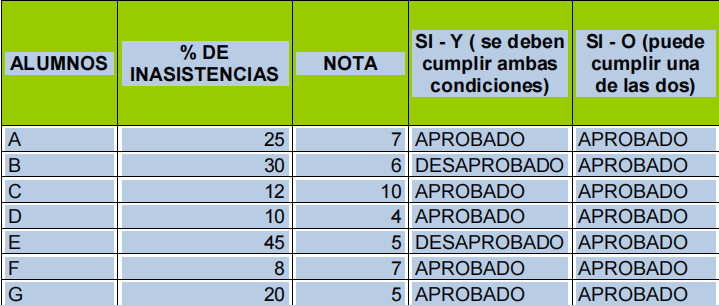 ALUMNOS % DE INASISTENCIAS NOTA SI - Y ( se deben cumplir ambas condiciones) SI - O (puede cumplir una de las dos)
A 25 7 APROBADO APROBADO
B 30 6 DESAPROBADO APROBADO
C 12 10 APROBADO APROBADO
D 10 4 APROBADO APROBADO
E 45 5 DESAPROBADO APROBADO
F 8 7 APROBADO APROBADO
G 20 5 APROBADO APROBADO